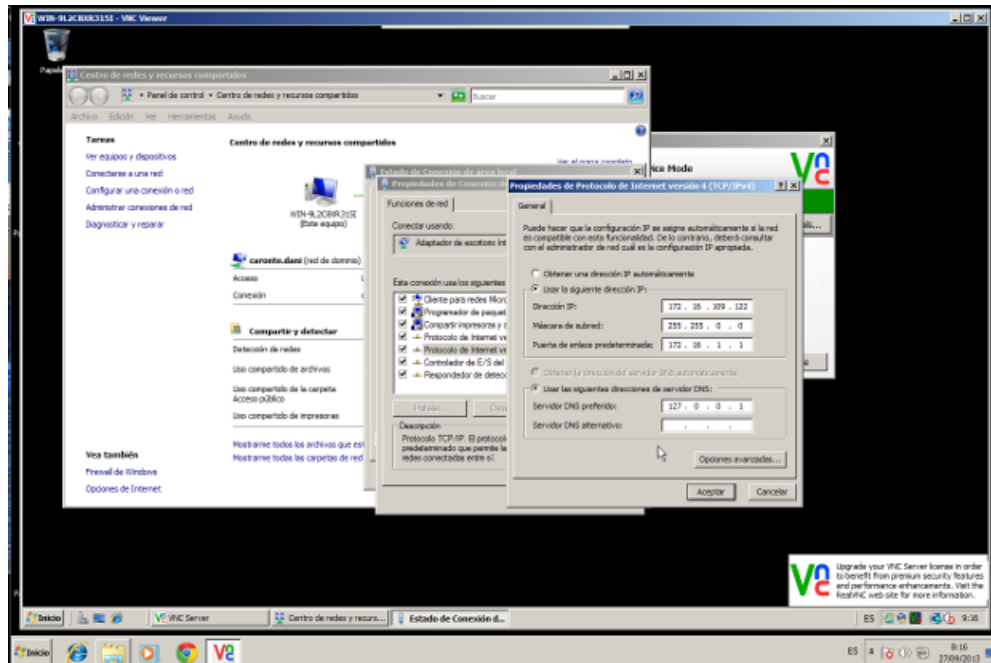 WIN-9L2C8XR315I - VNC Viewer
Centro de redes y recursos compartidos
Panel de control
Centro de redes y recursos compartidos
Buscar
Archivo Edición Ver Herramientas Ayuda
Tareas
Ver equipos y dispositivos
Conectarse a una red
Configurar una conexión o red
Administrar conexiones de red
Diagnosticar y reparar
Vea también
Firewall de Windows
Opciones de Internet
Centro de redes y recursos compartidos
Ver el mapa completo
(Este equipo)
caronte.dani (red de dominio)
Acceso
Conexión
Compartir y detectar
Detección de redes
Uso compartido de archivos
Uso compartido de la carpeta
Acceso público
Uso compartido de impresoras
Mostrarme todos los archivos que
Mostrarme todas las carpetas de red
Estado de Conexión de área local
Propiedades de Conexión
Funciones de red
Conectar usando:
Adaptador de escritorio Int
Esta conexión usa los siguientes
Cliente para redes
Programador de paquet
Compartir impresoras y
Protocolo de Internet
Protocolo de Internet
Controlador de E/S del
Respondedor de detecc
Instalar...
Descripción
Protocolo TCP/IP. El protocolo
predeterminado que permite la
redes conectadas entre sí.
Propiedades de Protocolo de Internet versión 4 (TCP/IPv4)
General
Puede hacer que la configuración IP se asigne automáticamente si la red
es compatible con esta funcionalidad. De lo contrario, deberá consultar
con el administrador de red cuál es la configuración IP apropiada.
Obtener una dirección IP automáticamente
Usar la siguiente dirección IP:
Dirección IP: 172 . 16 . 109 . 122
Máscara de subred: 255 . 255 . 0 . 0
Puerta de enlace predeterminada: 172 . 16 . 1 . 1
Obtener la dirección del servidor DNS automáticamente
Usar las siguientes direcciones de servidor DNS:
Servidor DNS preferido: 127 . 0 . 0 . 1
Servidor DNS alternativo: . . .
Opciones avanzadas...
Aceptar Cancelar
Mode
Upgrade your VNC Server license in order
to benefit from premium security features
and performance enhancements. Visit the
RealVNC web site for more information.
Inicio
VNC Server
Centro de redes y recurs...
Estado de Conexión d...
ES
9:16
Inicio
ES
8:16
27/09/2013